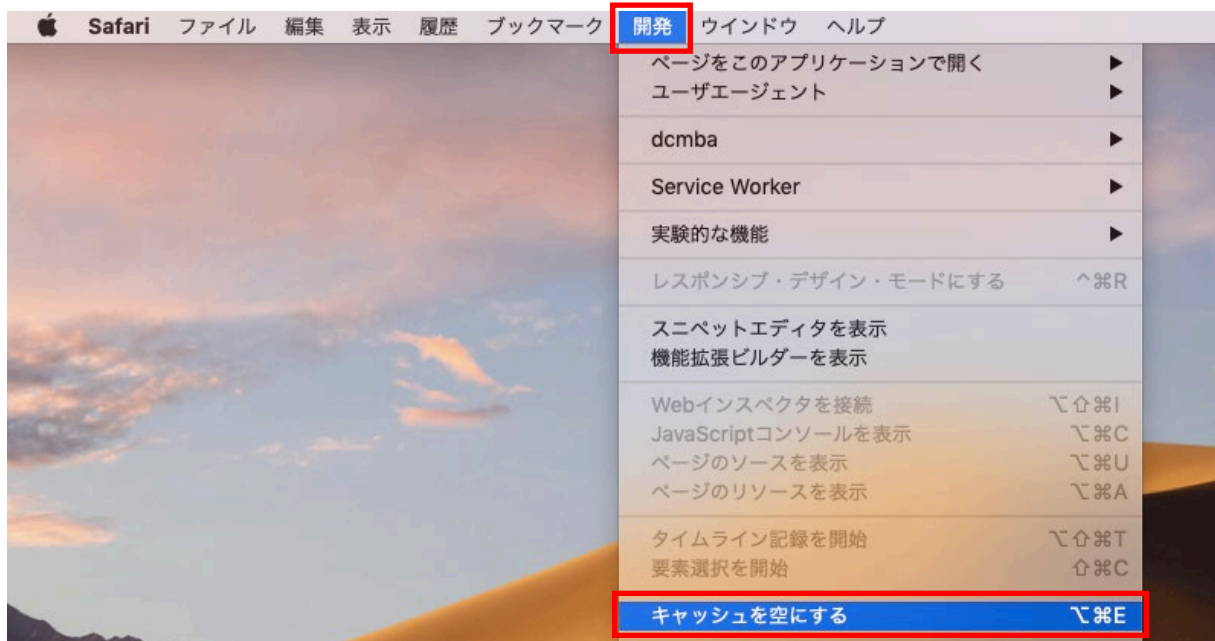 Safari ファイル 編集 表示 履歴 ブックマーク 開発 ウインドウ ヘルプ
ページをこのアプリケーションで開く ▶
ユーザエージェント ▶
dcmba ▶
Service Worker ▶
実験的な機能 ▶
レスポンシブ・デザイン・モードにする ^⌘R
スニペットエディタを表示
機能拡張ビルダーを表示
Webインスペクタを接続 ⌥⇧⌘I
JavaScriptコンソールを表示 ⌥⌘C
ページのソースを表示 ⌥⌘U
ページのリソースを表示 ⌥⌘A
タイムライン記録を開始 ⌥⇧⌘T
要素選択を開始 ⇧⌘C
キャッシュを空にする ⌥⌘E